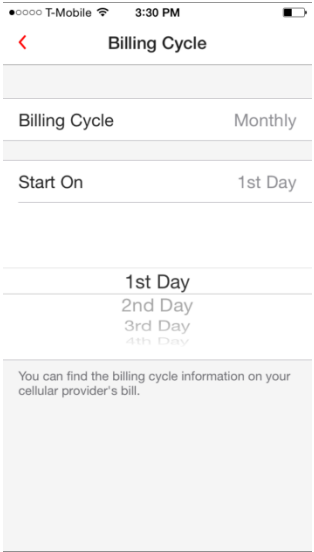 T-Mobile 3:30 PM
Billing Cycle
Billing Cycle Monthly
Start On 1st Day
1st Day
2nd Day
3rd Day
4th Day
You can find the billing cycle information on your
cellular provider's bill.